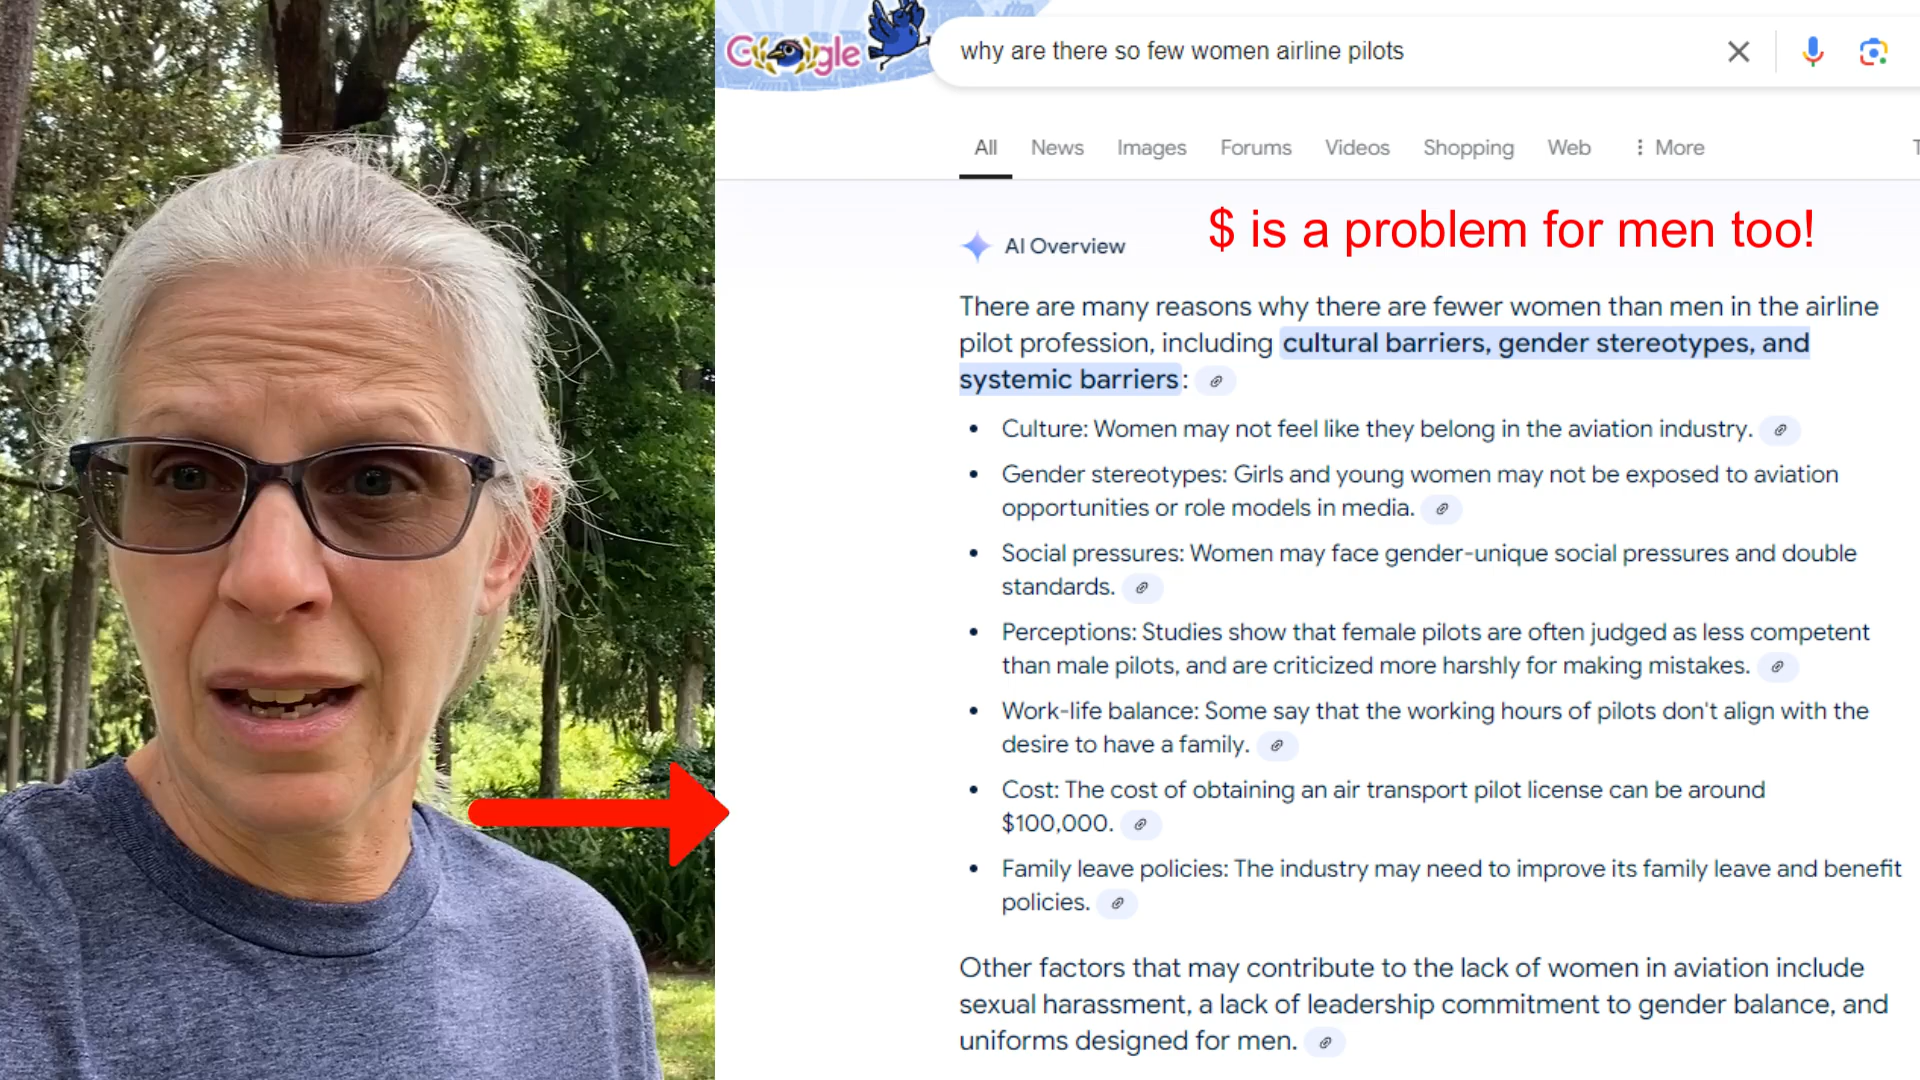 Google
why are there so few women airline pilots
All News Images Forums Videos Shopping Web More T
$ is a problem for men too!
AI Overview
There are many reasons why there are fewer women than men in the airline
pilot profession, including cultural barriers, gender stereotypes, and
systemic barriers:
• Culture: Women may not feel like they belong in the aviation industry.
• Gender stereotypes: Girls and young women may not be exposed to aviation
opportunities or role models in media.
• Social pressures: Women may face gender-unique social pressures and double
standards.
• Perceptions: Studies show that female pilots are often judged as less competent
than male pilots, and are criticized more harshly for making mistakes.
• Work-life balance: Some say that the working hours of pilots don't align with the
desire to have a family.
• Cost: The cost of obtaining an air transport pilot license can be around
$100,000.
• Family leave policies: The industry may need to improve its family leave and benefit
policies.
Other factors that may contribute to the lack of women in aviation include
sexual harassment, a lack of leadership commitment to gender balance, and
uniforms designed for men.